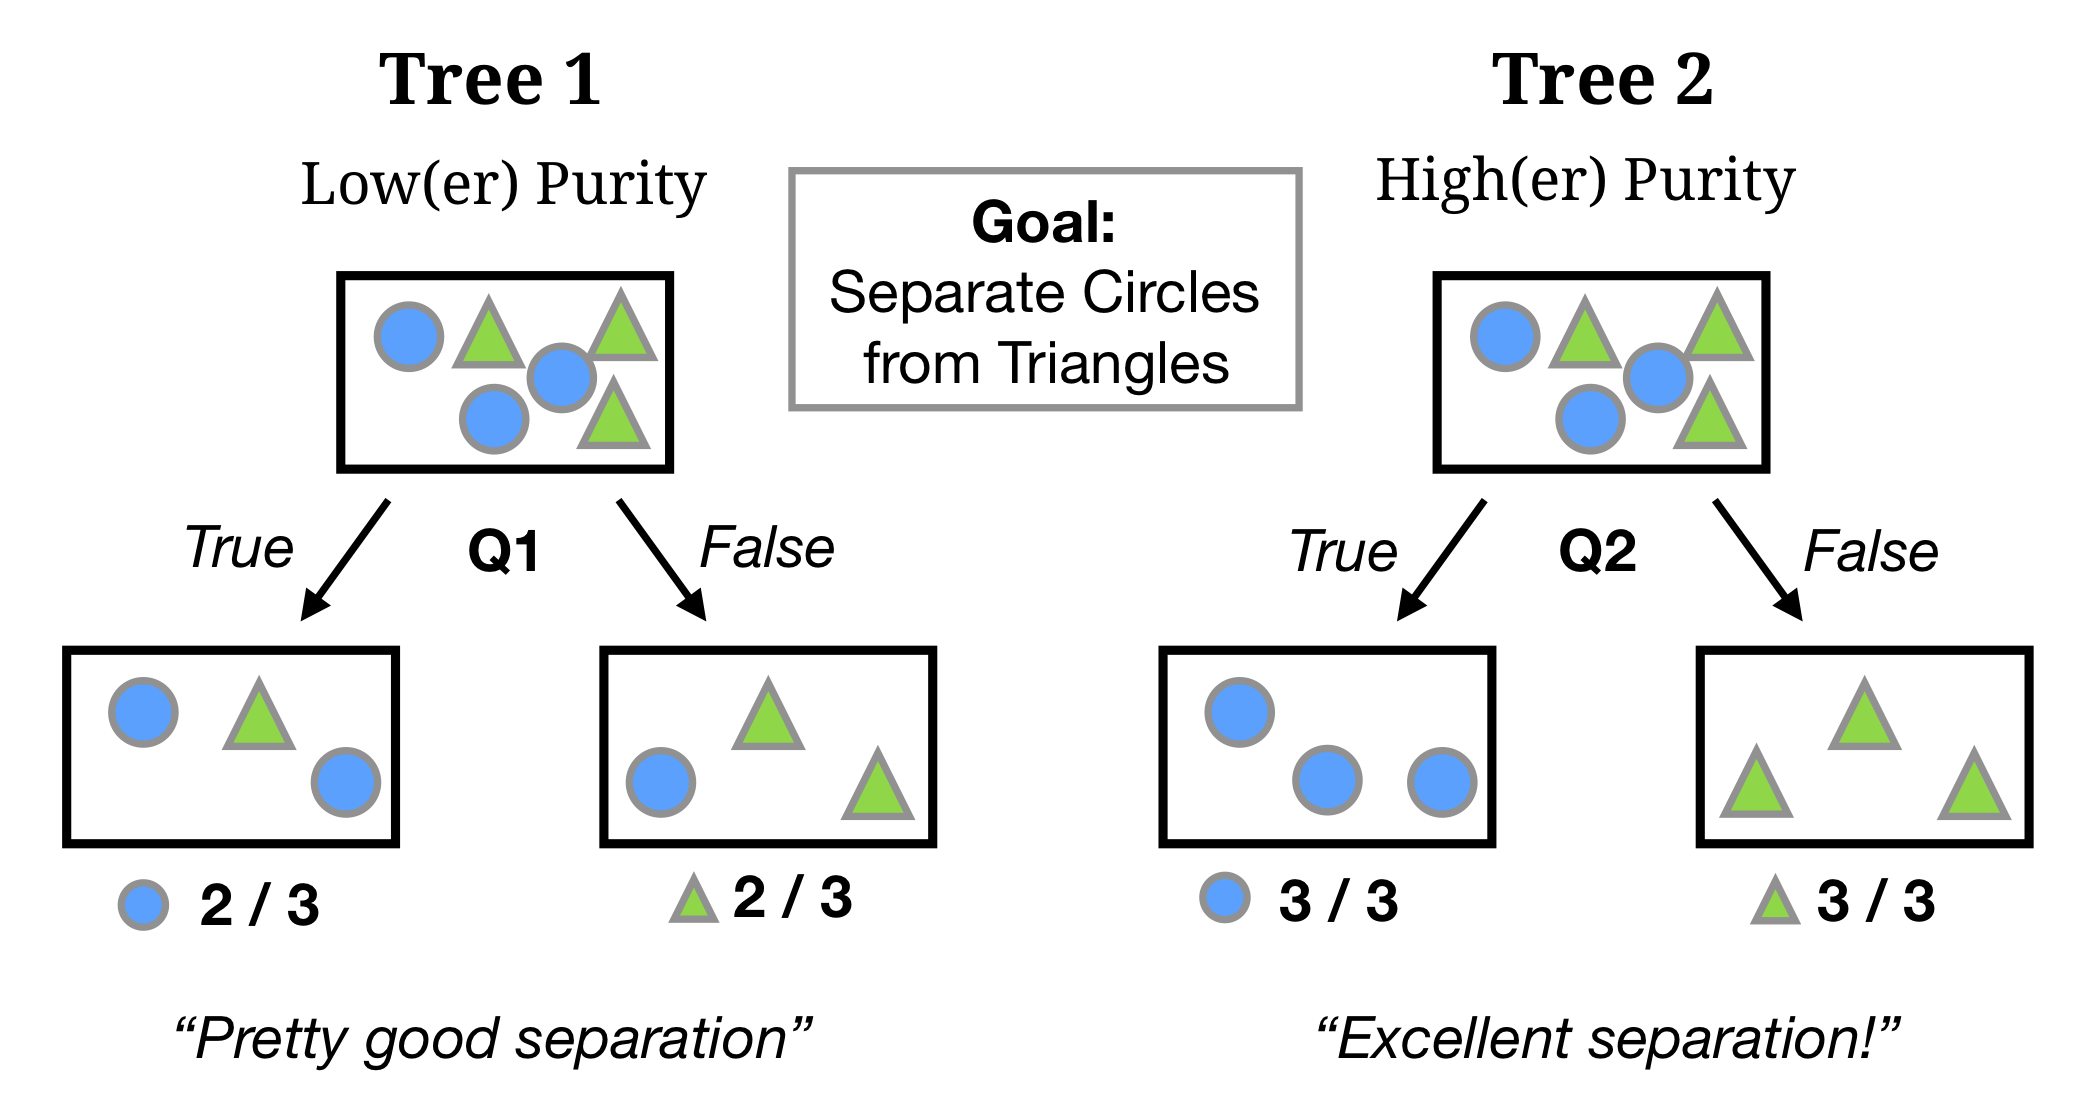 Tree 1
Low(er) Purity
Goal:
Separate Circles
from Triangles
Tree 2
High(er) Purity
True
Q1
False
True
Q2
False
2 / 3
2 / 3
3 / 3
3 / 3
“Pretty good separation”
“Excellent separation!”